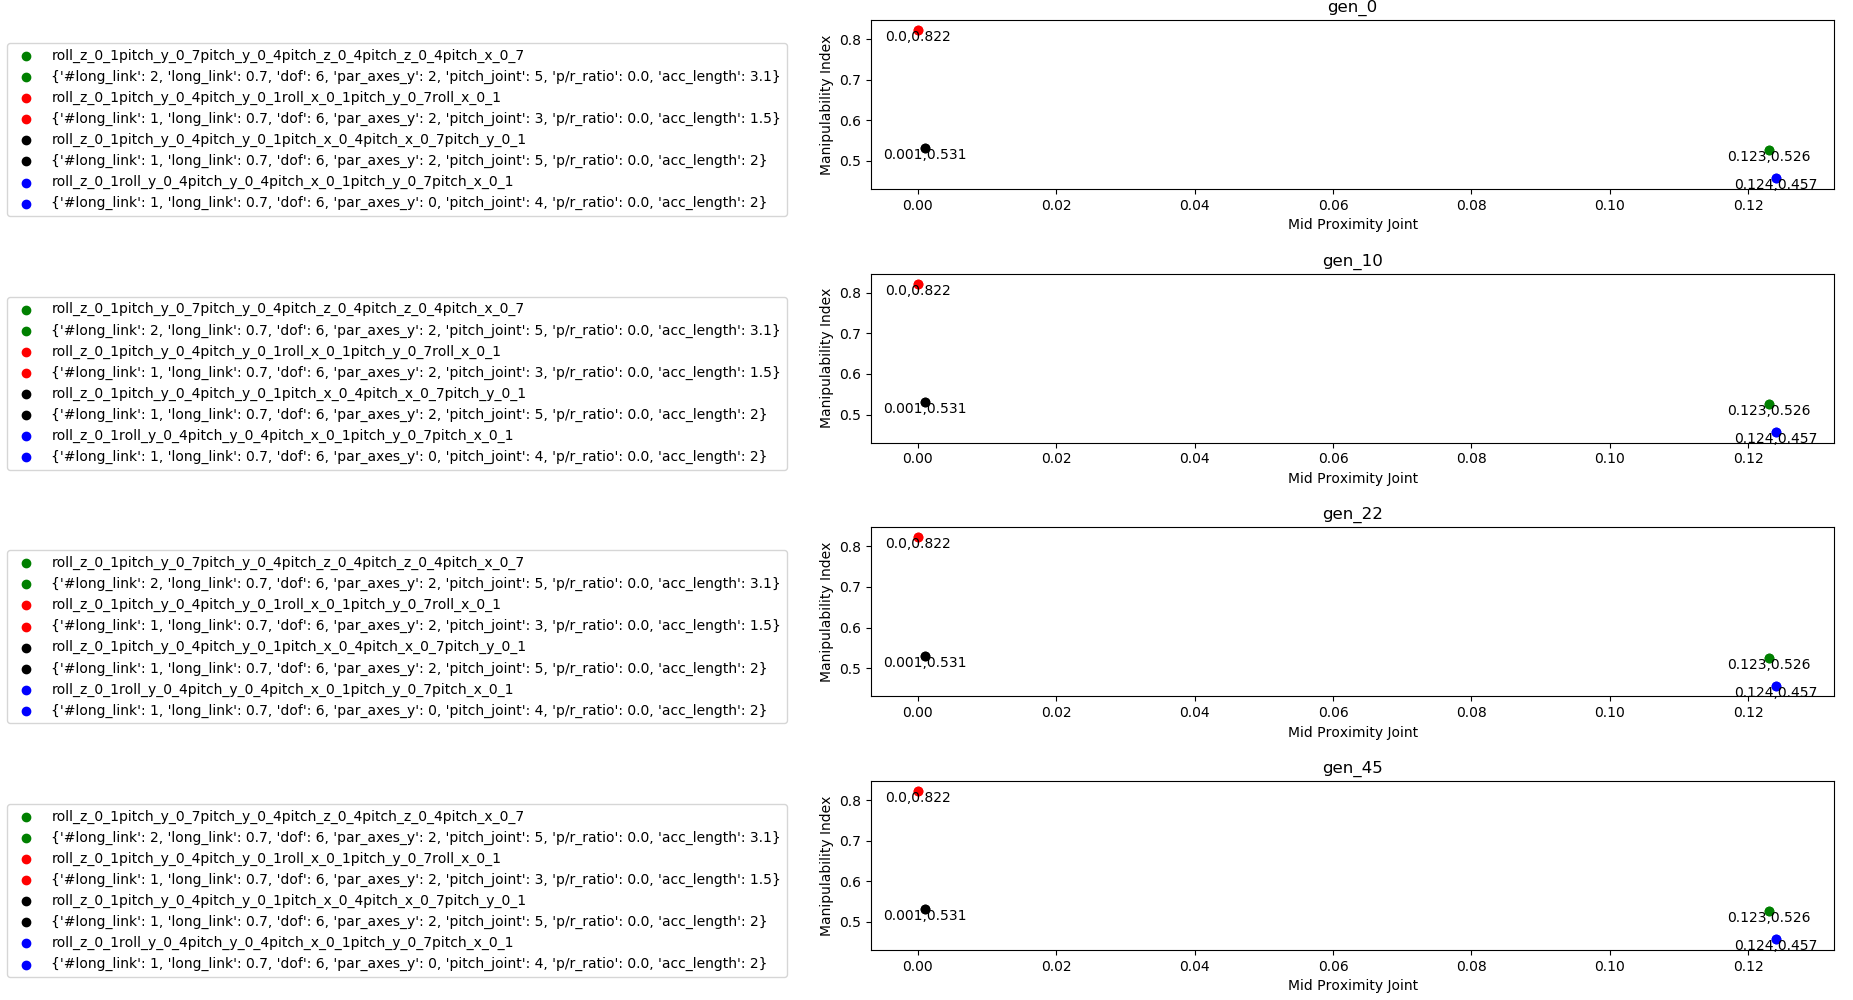 gen_0
roll_z_0_1pitch_y_0_7pitch_y_0_4pitch_z_0_4pitch_z_0_4pitch_x_0_7
{'#long_link': 2, 'long_link': 0.7, 'dof': 6, 'par_axes_y': 2, 'pitch_joint': 5, 'p/r_ratio': 0.0, 'acc_length': 3.1}
roll_z_0_1pitch_y_0_4pitch_y_0_1roll_x_0_1pitch_y_0_7roll_x_0_1
{'#long_link': 1, 'long_link': 0.7, 'dof': 6, 'par_axes_y': 2, 'pitch_joint': 3, 'p/r_ratio': 0.0, 'acc_length': 1.5}
roll_z_0_1pitch_y_0_4pitch_y_0_1pitch_x_0_4pitch_x_0_7pitch_y_0_1
{'#long_link': 1, 'long_link': 0.7, 'dof': 6, 'par_axes_y': 2, 'pitch_joint': 5, 'p/r_ratio': 0.0, 'acc_length': 2}
roll_z_0_1roll_y_0_4pitch_y_0_4pitch_x_0_1pitch_y_0_7pitch_x_0_1
{'#long_link': 1, 'long_link': 0.7, 'dof': 6, 'par_axes_y': 0, 'pitch_joint': 4, 'p/r_ratio': 0.0, 'acc_length': 2}
Manipulability Index
0.8
0.7
0.6
0.5
0.0,0.822
0.001,0.531
0.123,0.526
0.124,0.457
0.00 0.02 0.04 0.06 0.08 0.10 0.12
Mid Proximity Joint
gen_10
roll_z_0_1pitch_y_0_7pitch_y_0_4pitch_z_0_4pitch_z_0_4pitch_x_0_7
{'#long_link': 2, 'long_link': 0.7, 'dof': 6, 'par_axes_y': 2, 'pitch_joint': 5, 'p/r_ratio': 0.0, 'acc_length': 3.1}
roll_z_0_1pitch_y_0_4pitch_y_0_1roll_x_0_1pitch_y_0_7roll_x_0_1
{'#long_link': 1, 'long_link': 0.7, 'dof': 6, 'par_axes_y': 2, 'pitch_joint': 3, 'p/r_ratio': 0.0, 'acc_length': 1.5}
roll_z_0_1pitch_y_0_4pitch_y_0_1pitch_x_0_4pitch_x_0_7pitch_y_0_1
{'#long_link': 1, 'long_link': 0.7, 'dof': 6, 'par_axes_y': 2, 'pitch_joint': 5, 'p/r_ratio': 0.0, 'acc_length': 2}
roll_z_0_1roll_y_0_4pitch_y_0_4pitch_x_0_1pitch_y_0_7pitch_x_0_1
{'#long_link': 1, 'long_link': 0.7, 'dof': 6, 'par_axes_y': 0, 'pitch_joint': 4, 'p/r_ratio': 0.0, 'acc_length': 2}
Manipulability Index
0.8
0.7
0.6
0.5
0.0,0.822
0.001,0.531
0.123,0.526
0.124,0.457
0.00 0.02 0.04 0.06 0.08 0.10 0.12
Mid Proximity Joint
gen_22
roll_z_0_1pitch_y_0_7pitch_y_0_4pitch_z_0_4pitch_z_0_4pitch_x_0_7
{'#long_link': 2, 'long_link': 0.7, 'dof': 6, 'par_axes_y': 2, 'pitch_joint': 5, 'p/r_ratio': 0.0, 'acc_length': 3.1}
roll_z_0_1pitch_y_0_4pitch_y_0_1roll_x_0_1pitch_y_0_7roll_x_0_1
{'#long_link': 1, 'long_link': 0.7, 'dof': 6, 'par_axes_y': 2, 'pitch_joint': 3, 'p/r_ratio': 0.0, 'acc_length': 1.5}
roll_z_0_1pitch_y_0_4pitch_y_0_1pitch_x_0_4pitch_x_0_7pitch_y_0_1
{'#long_link': 1, 'long_link': 0.7, 'dof': 6, 'par_axes_y': 2, 'pitch_joint': 5, 'p/r_ratio': 0.0, 'acc_length': 2}
roll_z_0_1roll_y_0_4pitch_y_0_4pitch_x_0_1pitch_y_0_7pitch_x_0_1
{'#long_link': 1, 'long_link': 0.7, 'dof': 6, 'par_axes_y': 0, 'pitch_joint': 4, 'p/r_ratio': 0.0, 'acc_length': 2}
Manipulability Index
0.8
0.7
0.6
0.5
0.0,0.822
0.001,0.531
0.123,0.526
0.124,0.457
0.00 0.02 0.04 0.06 0.08 0.10 0.12
Mid Proximity Joint
gen_45
roll_z_0_1pitch_y_0_7pitch_y_0_4pitch_z_0_4pitch_z_0_4pitch_x_0_7
{'#long_link': 2, 'long_link': 0.7, 'dof': 6, 'par_axes_y': 2, 'pitch_joint': 5, 'p/r_ratio': 0.0, 'acc_length': 3.1}
roll_z_0_1pitch_y_0_4pitch_y_0_1roll_x_0_1pitch_y_0_7roll_x_0_1
{'#long_link': 1, 'long_link': 0.7, 'dof': 6, 'par_axes_y': 2, 'pitch_joint': 3, 'p/r_ratio': 0.0, 'acc_length': 1.5}
roll_z_0_1pitch_y_0_4pitch_y_0_1pitch_x_0_4pitch_x_0_7pitch_y_0_1
{'#long_link': 1, 'long_link': 0.7, 'dof': 6, 'par_axes_y': 2, 'pitch_joint': 5, 'p/r_ratio': 0.0, 'acc_length': 2}
roll_z_0_1roll_y_0_4pitch_y_0_4pitch_x_0_1pitch_y_0_7pitch_x_0_1
{'#long_link': 1, 'long_link': 0.7, 'dof': 6, 'par_axes_y': 0, 'pitch_joint': 4, 'p/r_ratio': 0.0, 'acc_length': 2}
Manipulability Index
0.8
0.7
0.6
0.5
0.0,0.822
0.001,0.531
0.123,0.526
0.124,0.457
0.00 0.02 0.04 0.06 0.08 0.10 0.12
Mid Proximity Joint